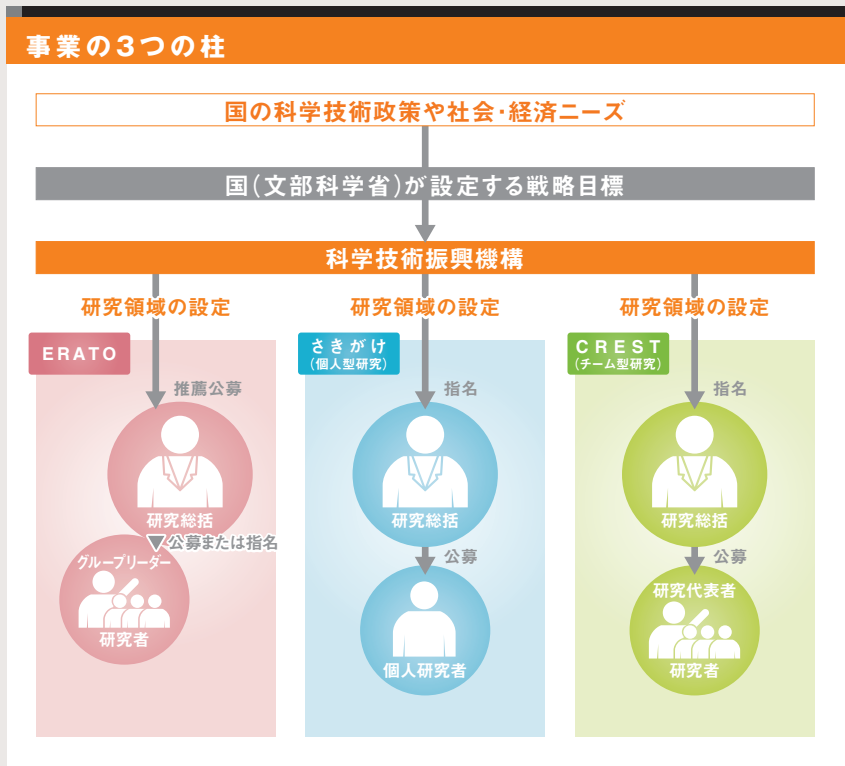 事業の3つの柱
国の科学技術政策や社会・経済ニーズ
国(文部科学省)が設定する戦略目標
科学技術振興機構
研究領域の設定
研究領域の設定
研究領域の設定
ERATO
推薦公募
研究総括
公募または指名
グループリーダー
研究者
さきがけ
(個人型研究)
指名
研究総括
公募
個人研究者
CREST
(チーム型研究)
指名
研究総括
公募
研究代表者
研究者